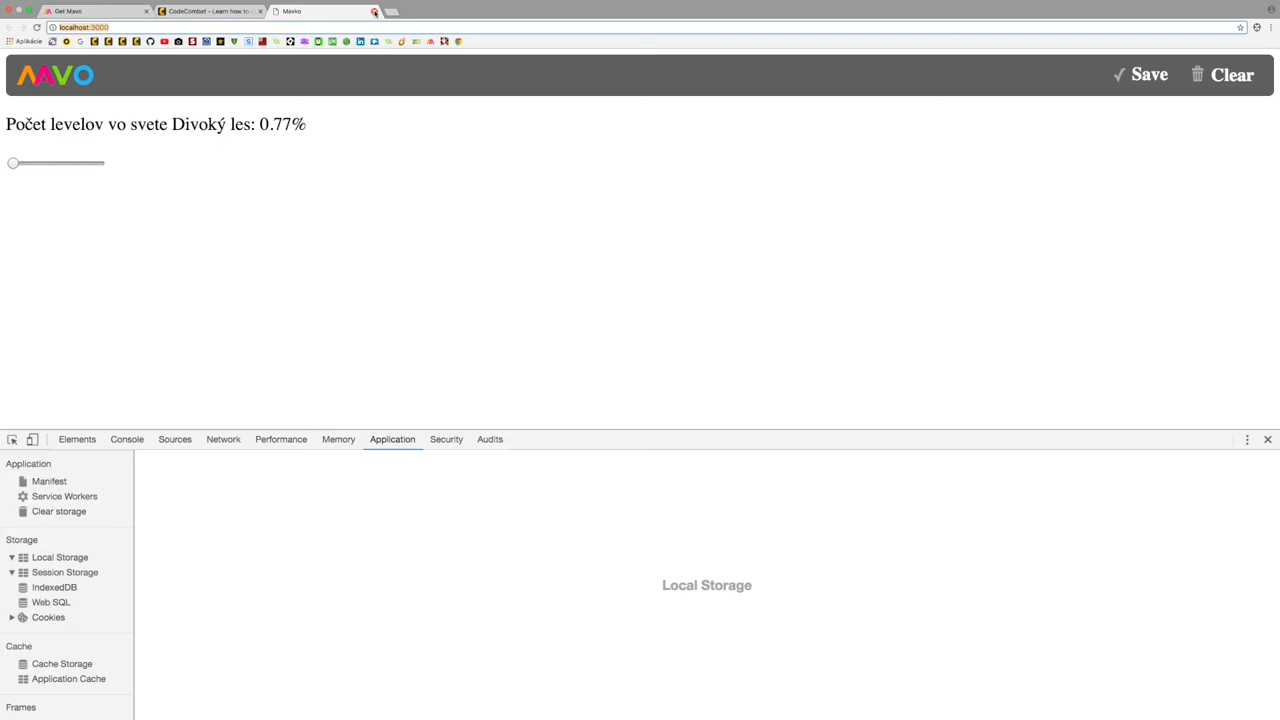 Get Mavo
CodeCombat - Learn how to
Mavko
localhost:3000
Aplikácie
MAVO
Save
Clear
Počet levelov vo svete Divoký les: 0.77%
Elements
Console
Sources
Network
Performance
Memory
Application
Security
Audits
Application
Manifest
Service Workers
Clear storage
Storage
Local Storage
Session Storage
IndexedDB
Web SQL
Cookies
Cache
Cache Storage
Application Cache
Frames
Local Storage